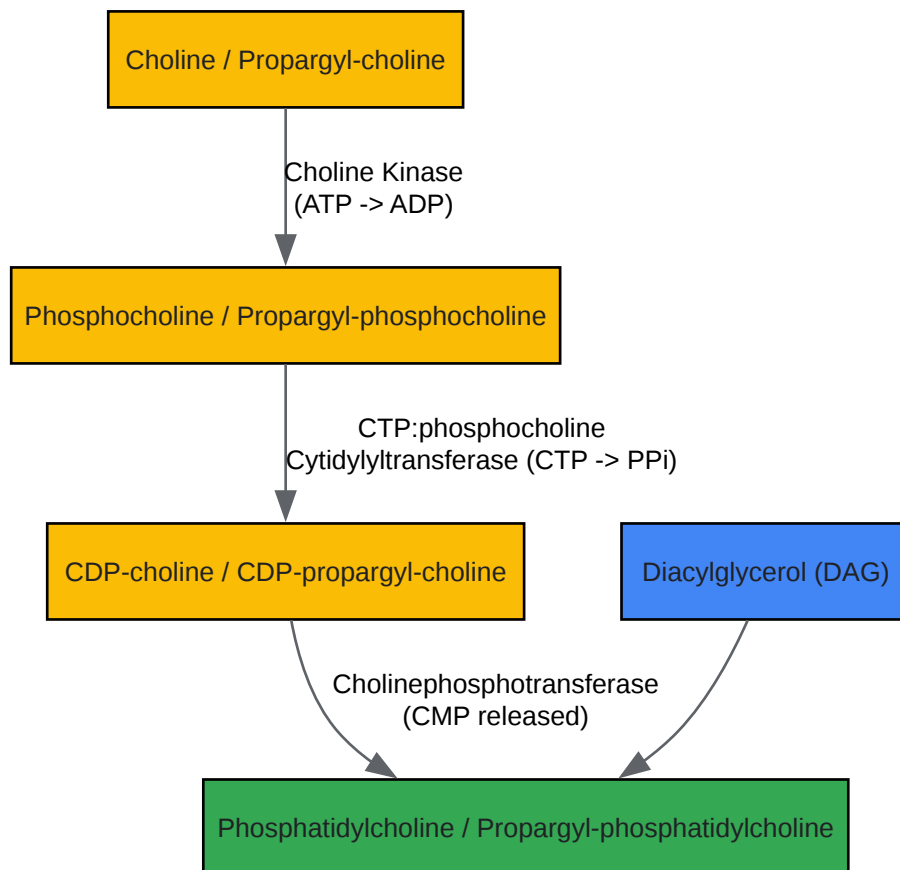 Choline / Propargyl-choline
Choline Kinase
(ATP -> ADP)
Phosphocholine / Propargyl-phosphocholine
CTP:phosphocholine
Cytidylyltransferase (CTP -> PPi)
CDP-choline / CDP-propargyl-choline
Diacylglycerol (DAG)
Cholinephosphotransferase
(CMP released)
Phosphatidylcholine / Propargyl-phosphatidylcholine